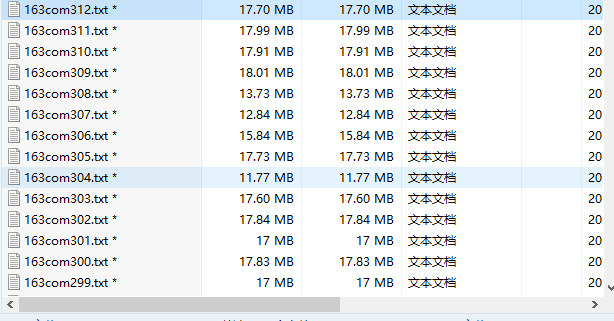 163com312.txt * 17.70 MB 17.70 MB 文本文档 20
163com311.txt * 17.99 MB 17.99 MB 文本文档 20
163com310.txt * 17.91 MB 17.91 MB 文本文档 20
163com309.txt * 18.01 MB 18.01 MB 文本文档 20
163com308.txt * 13.73 MB 13.73 MB 文本文档 20
163com307.txt * 12.84 MB 12.84 MB 文本文档 20
163com306.txt * 15.84 MB 15.84 MB 文本文档 20
163com305.txt * 17.73 MB 17.73 MB 文本文档 20
163com304.txt * 11.77 MB 11.77 MB 文本文档 20
163com303.txt * 17.60 MB 17.60 MB 文本文档 20
163com302.txt * 17.84 MB 17.84 MB 文本文档 20
163com301.txt * 17 MB 17 MB 文本文档 20
163com300.txt * 17.83 MB 17.83 MB 文本文档 20
163com299.txt * 17 MB 17 MB 文本文档 20